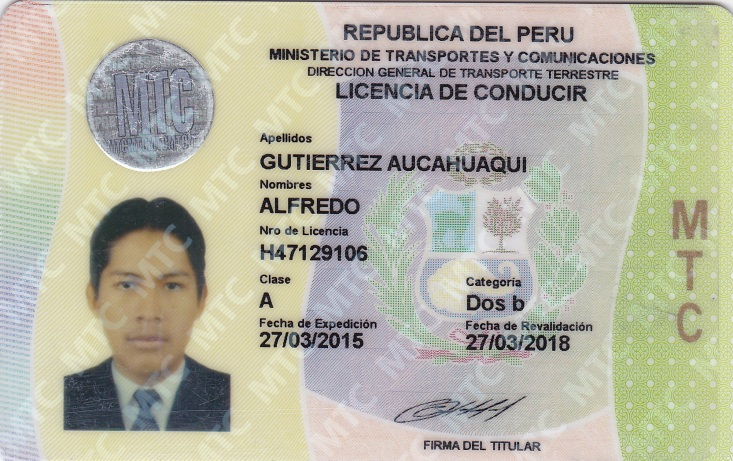 REPUBLICA DEL PERU
MINISTERIO DE TRANSPORTES Y COMUNICACIONES
DIRECCION GENERAL DE TRANSPORTE TERRESTRE
LICENCIA DE CONDUCIR
MTC
Apellidos
GUTIERREZ AUCAHUAQUI
Nombres
ALFREDO
Nro de Licencia
H47129106
Clase
A
Categoría
Dos b
Fecha de Expedición
27/03/2015
Fecha de Revalidación
27/03/2018
MTC
FIRMA DEL TITULAR